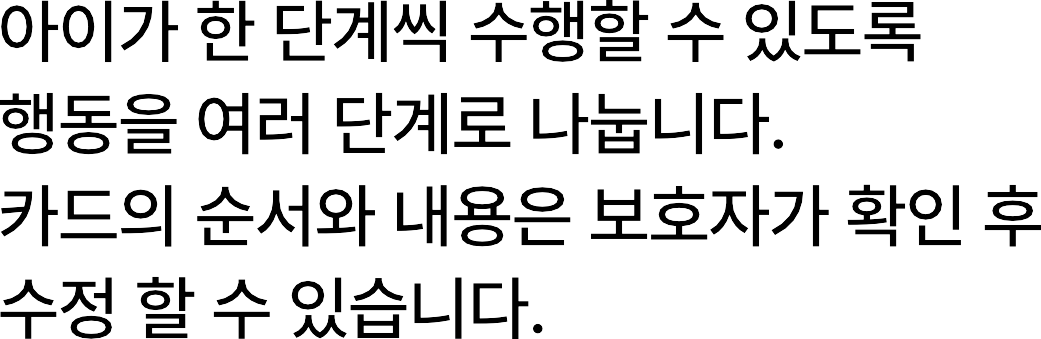 아이가 한 단계씩 수행할 수 있도록
행동을 여러 단계로 나눕니다.
카드의 순서와 내용은 보호자가 확인 후
수정 할 수 있습니다.